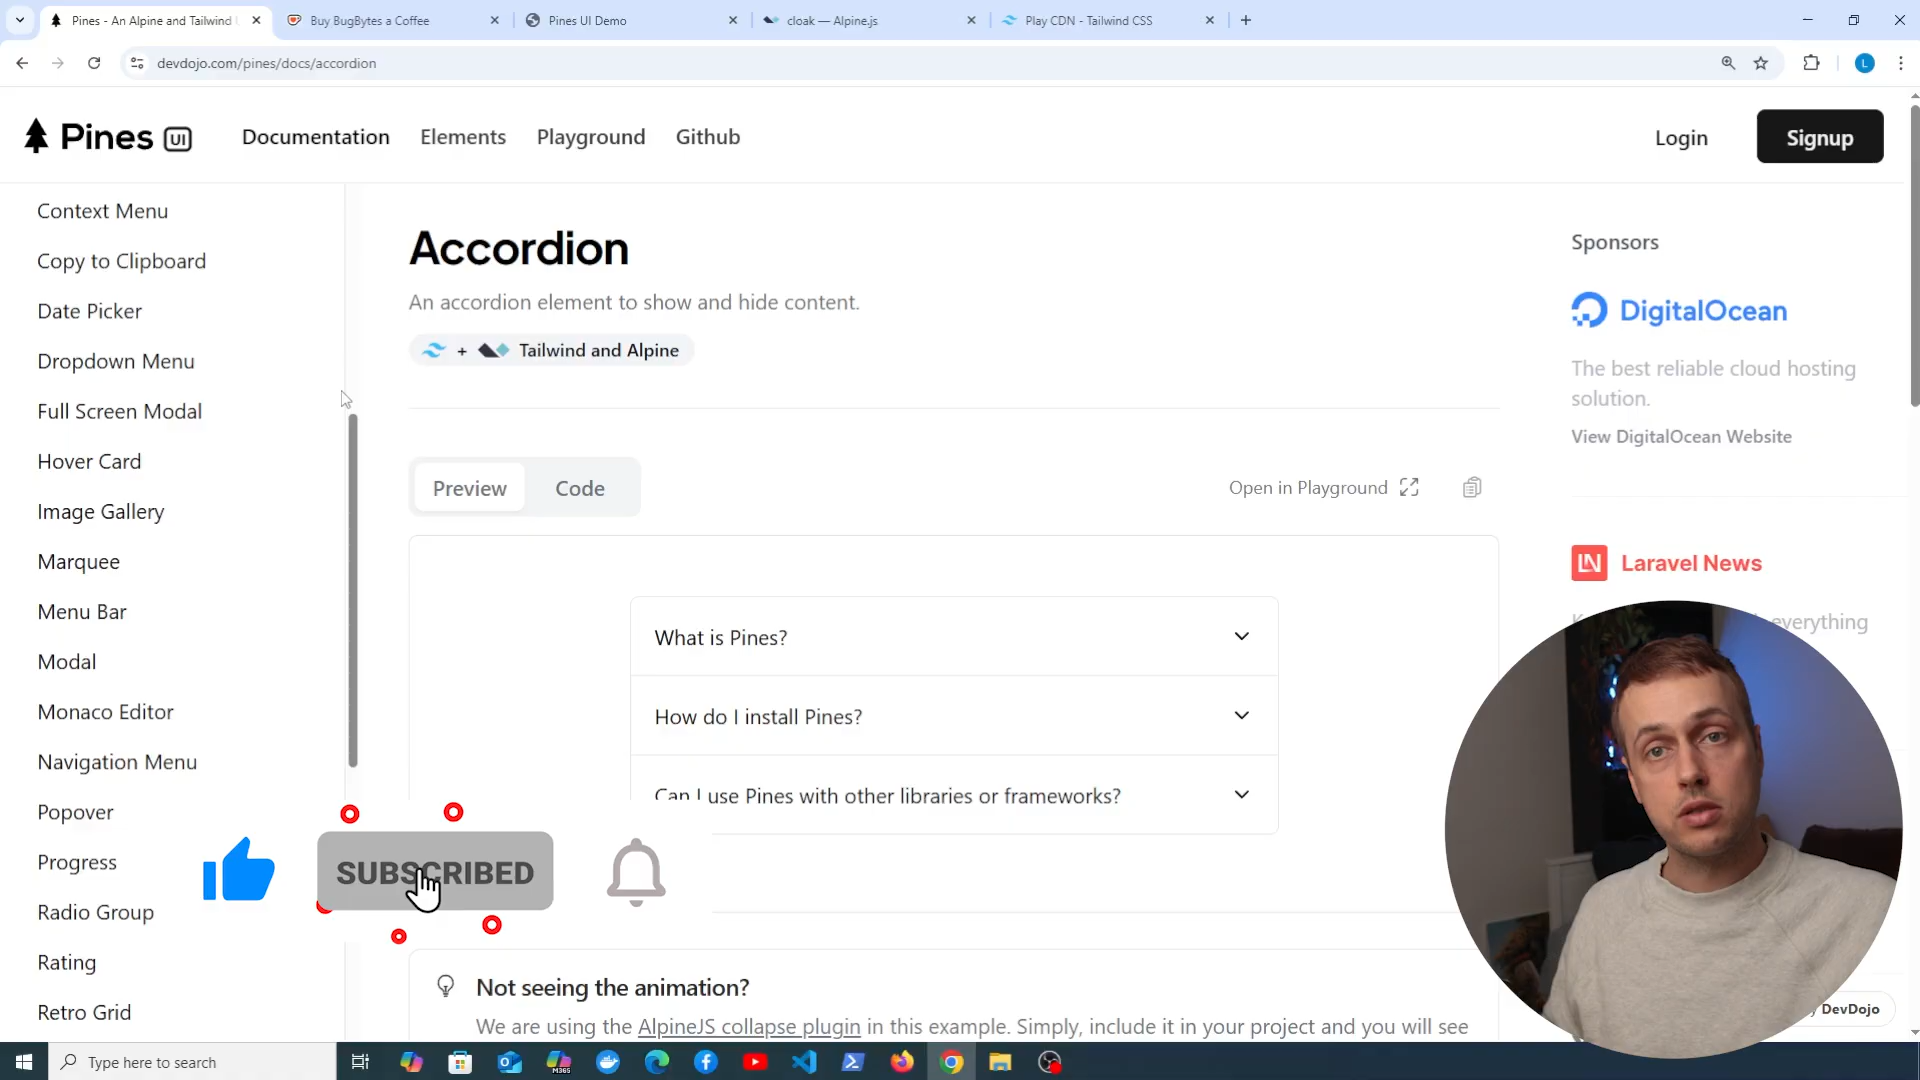 Pines - An Alpine and Tailwind
Buy BugBytes a Coffee
Pines UI Demo
cloak — Alpine.js
Play CDN - Tailwind CSS
devdojo.com/pines/docs/accordion
L
Pines UI
Documentation
Elements
Playground
Github
Login
Signup
Context Menu
Copy to Clipboard
Date Picker
Dropdown Menu
Full Screen Modal
Hover Card
Image Gallery
Marquee
Menu Bar
Modal
Monaco Editor
Navigation Menu
Popover
Progress
Radio Group
Rating
Retro Grid
Accordion
An accordion element to show and hide content.
+ Tailwind and Alpine
Preview
Code
Open in Playground
What is Pines?
How do I install Pines?
Can I use Pines with other libraries or frameworks?
SUBSCRIBED
Not seeing the animation?
We are using the AlpineJS collapse plugin in this example. Simply, include it in your project and you will see
Sponsors
DigitalOcean
The best reliable cloud hosting
solution.
View DigitalOcean Website
LN Laravel News
everything
DevDojo
Type here to search
M365